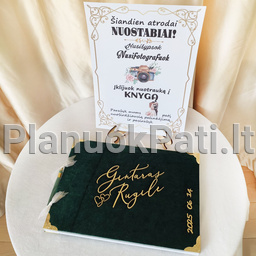 Šiandien atrodai
NUOSTABIAI!
Nusišypsok
Nusifotografuok
Įklijuok nuotrauką į
KNYGĄ
PlanuokPati.lt
Gintaras
Rugilė
2025 06 14